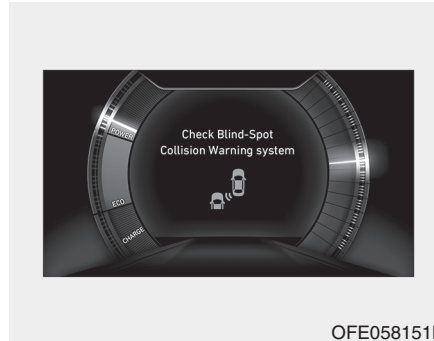 Check Blind-Spot
Collision Warning system
POWER
ECO
CHARGE
OFE058151